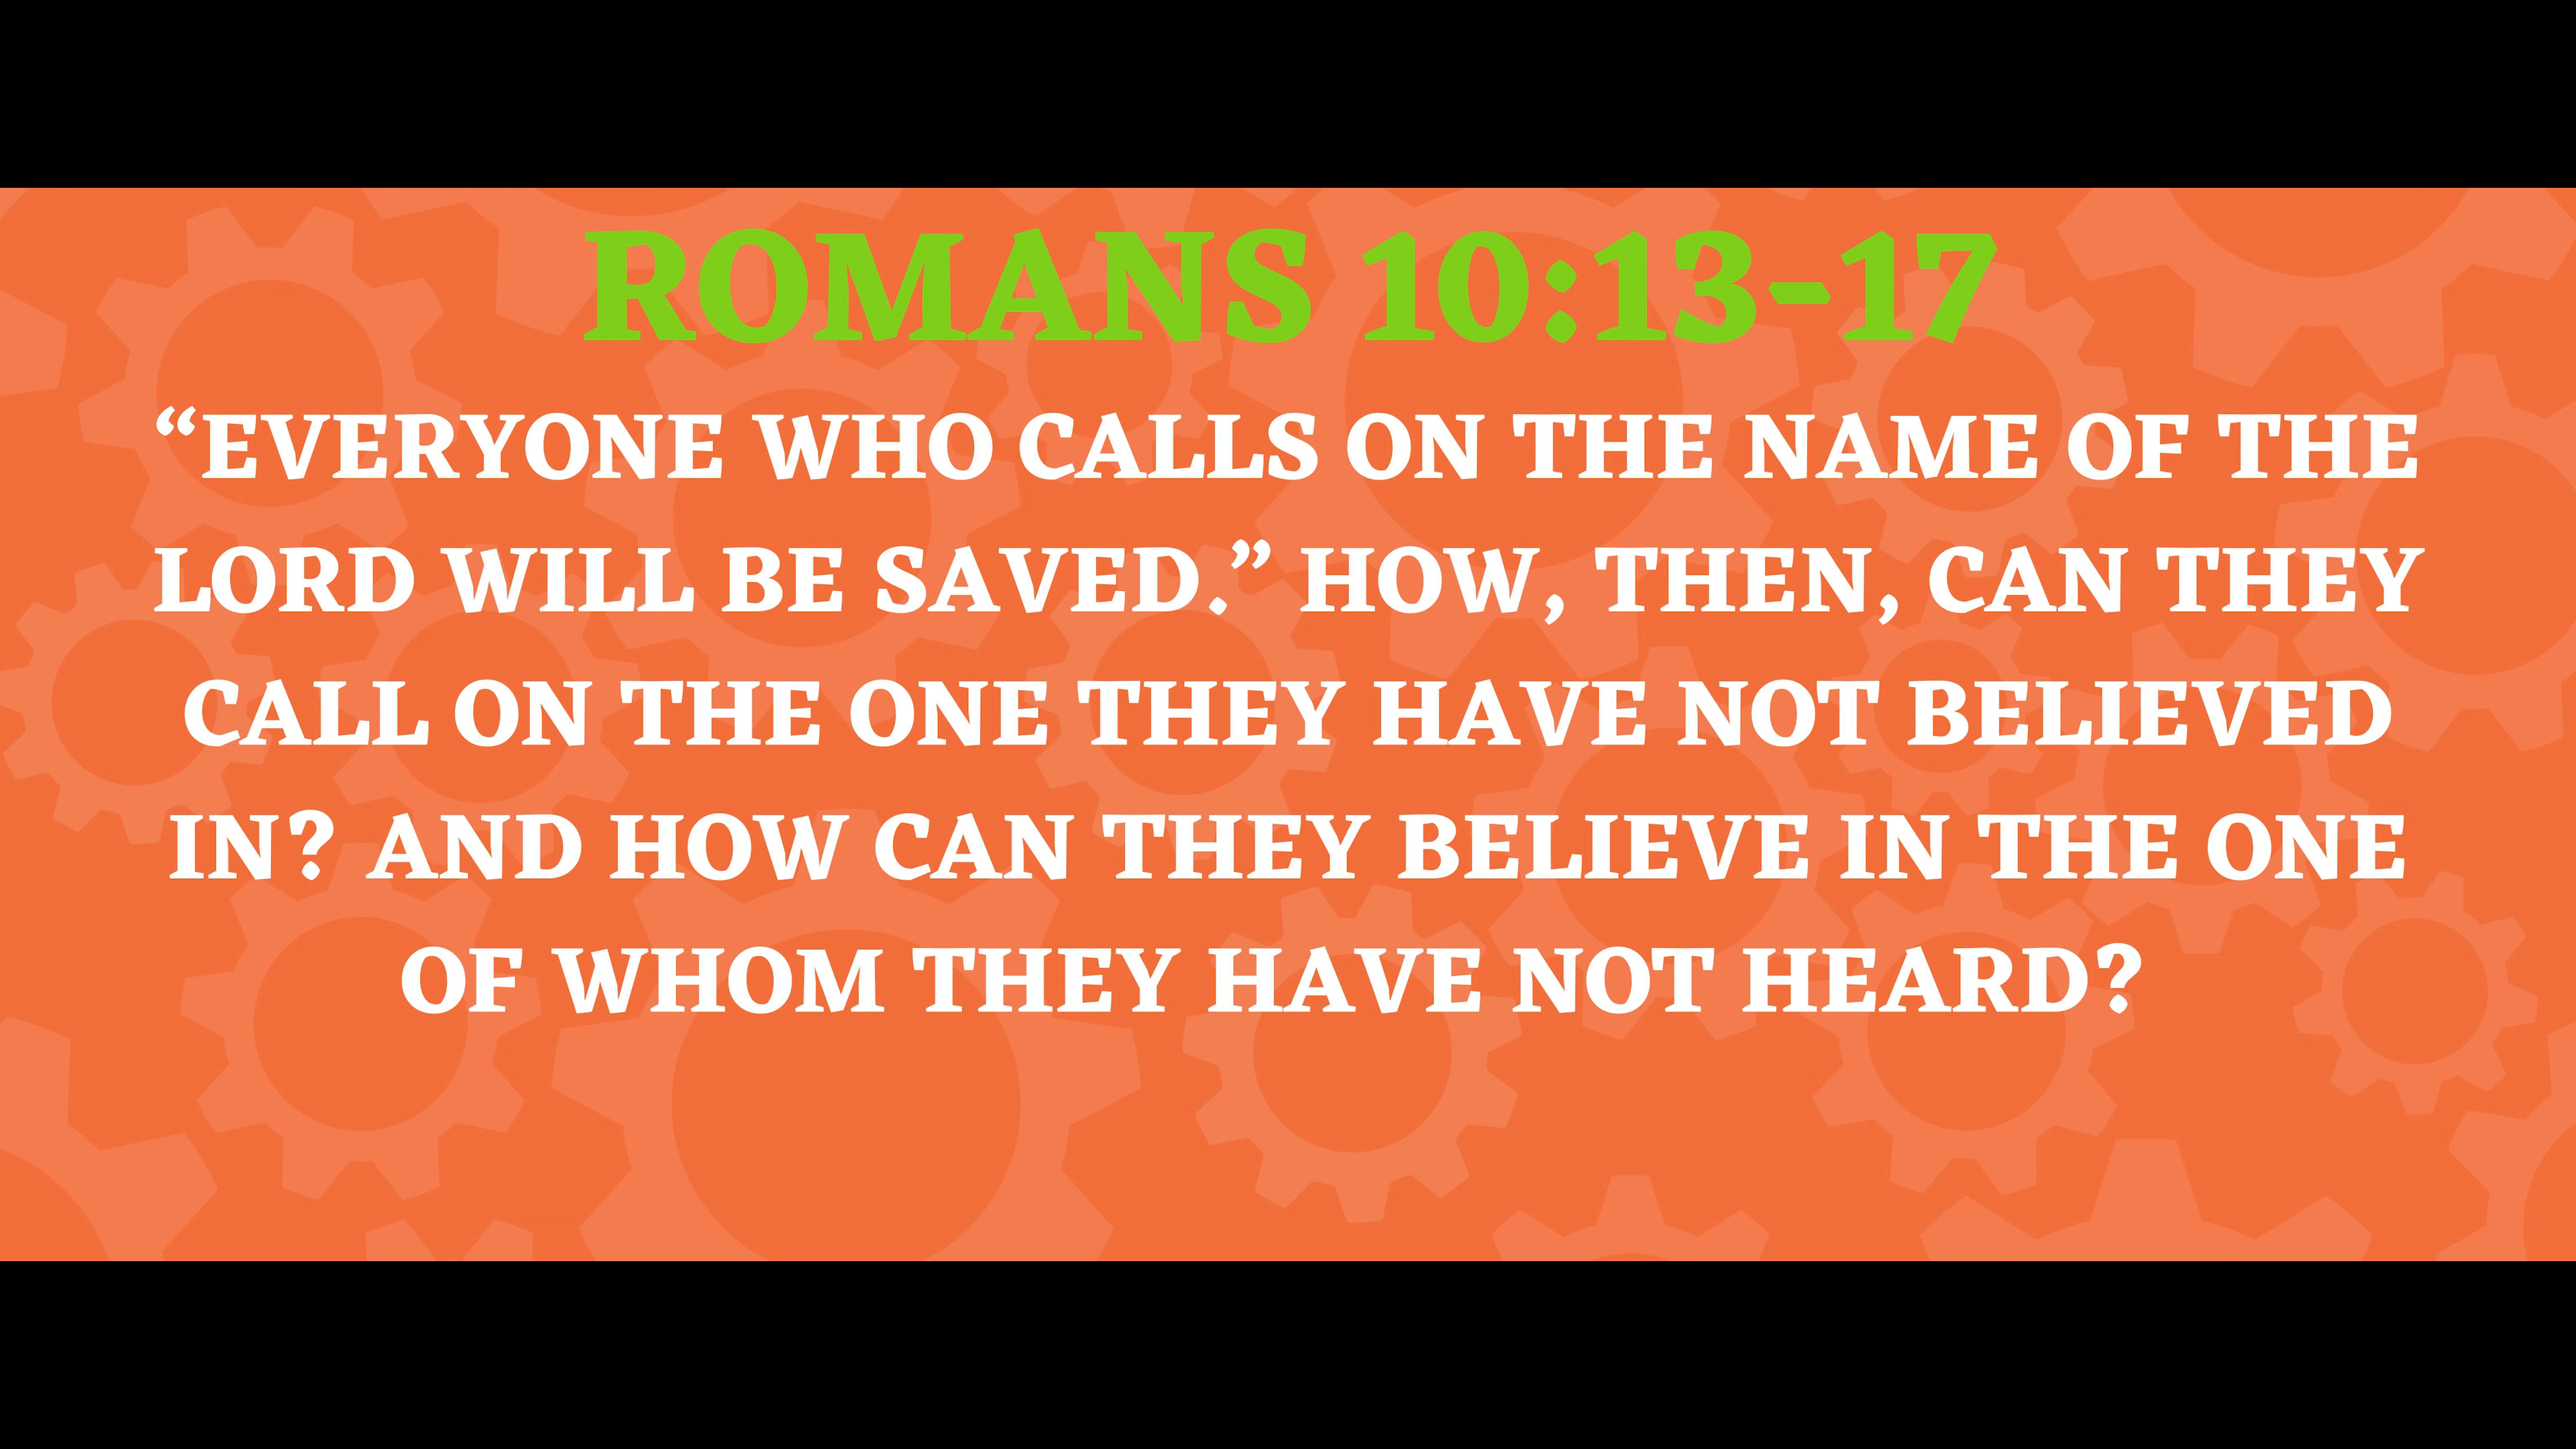 ROMANS 10:13-17
“EVERYONE WHO CALLS ON THE NAME OF THE
LORD WILL BE SAVED.” HOW, THEN, CAN THEY
CALL ON THE ONE THEY HAVE NOT BELIEVED
IN? AND HOW CAN THEY BELIEVE IN THE ONE
OF WHOM THEY HAVE NOT HEARD?